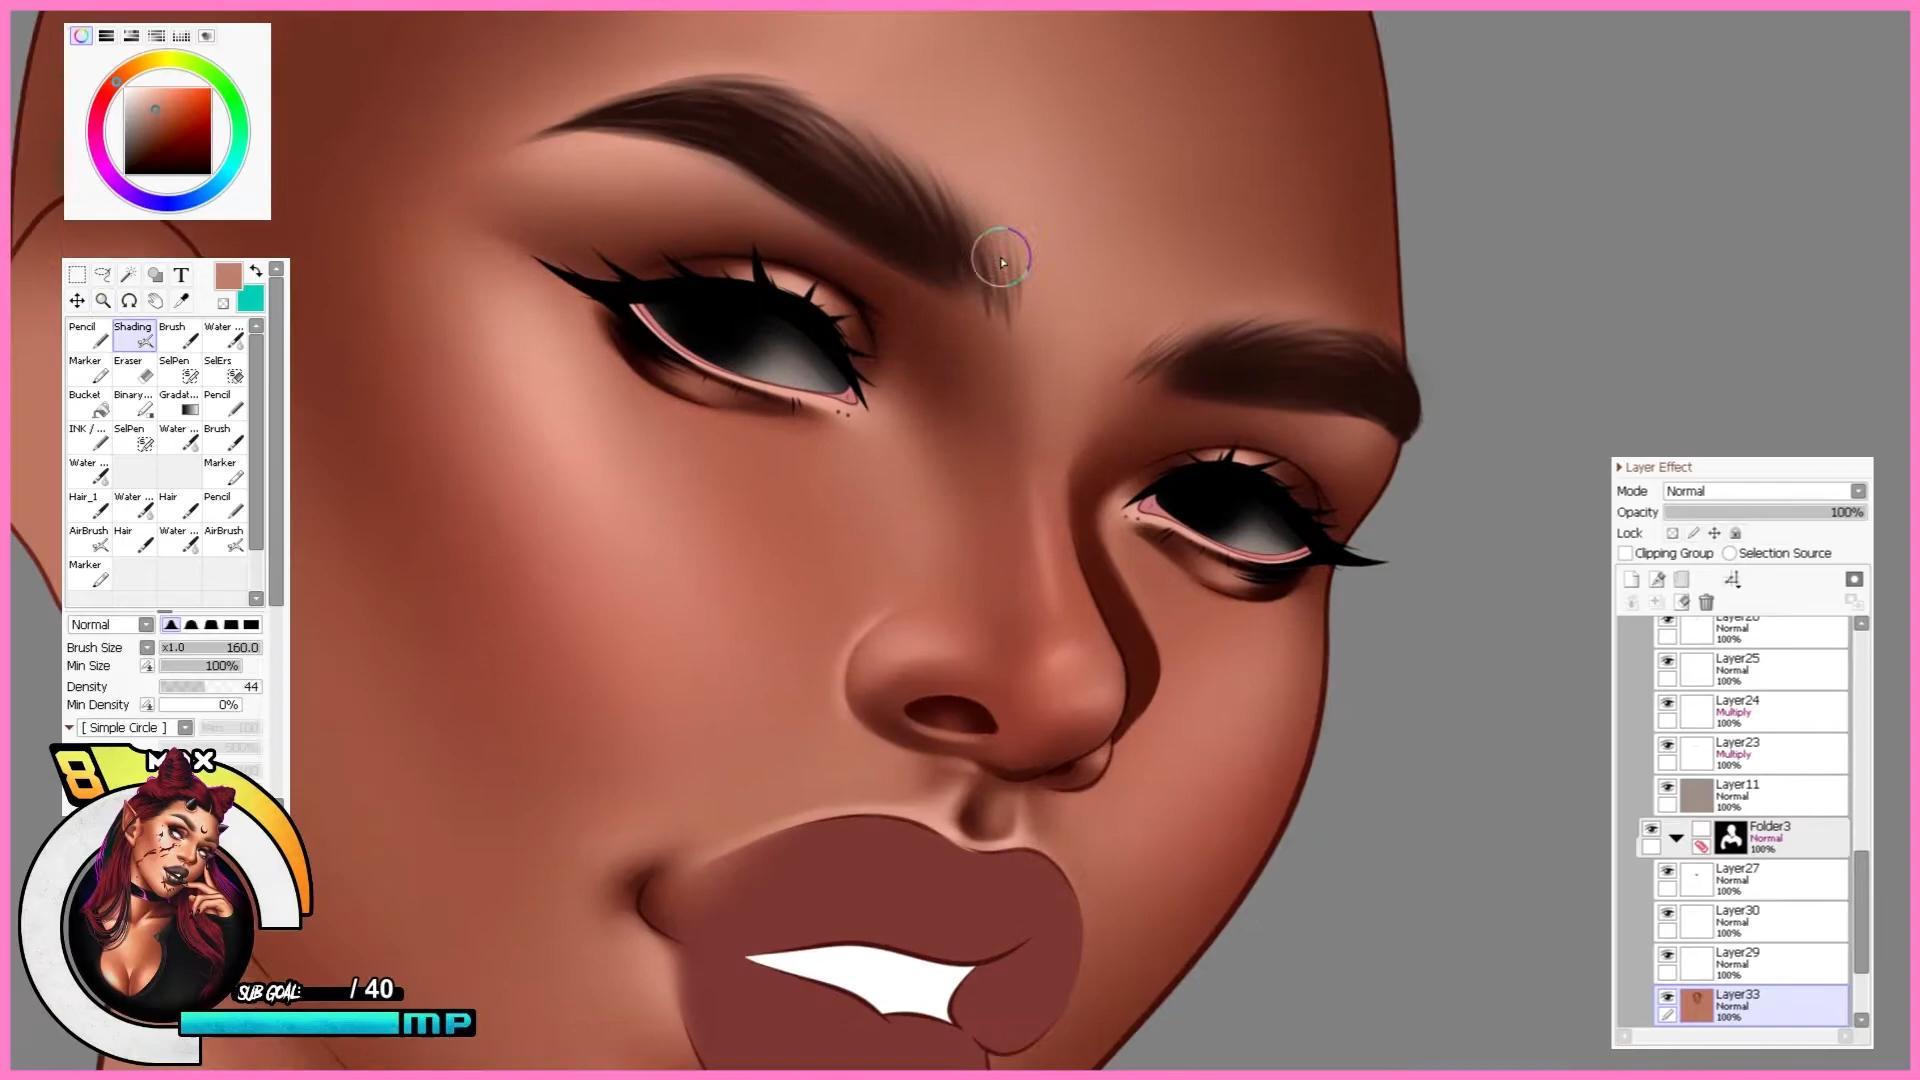 T
Pencil Shading Brush Water ...
Marker Eraser SelPen SelErs
Bucket Binary... Gradat... Pencil
INK / ... SelPen Water ... Brush
Water ... Marker
Hair_1 Water ... Hair Pencil
AirBrush Hair Water ... AirBrush
Marker
Normal
Brush Size x1.0 160.0
Min Size 100%
Density 44
Min Density 0%
[ Simple Circle ]
8 MAX
SUB GOAL: / 40
MP
Layer Effect
Mode Normal
Opacity 100%
Lock
Clipping Group Selection Source
Normal
100%
Layer25
Normal
100%
Layer24
Multiply
100%
Layer23
Multiply
100%
Layer11
Normal
100%
Folder3
Normal
100%
Layer27
Normal
100%
Layer30
Normal
100%
Layer29
Normal
100%
Layer33
Normal
100%